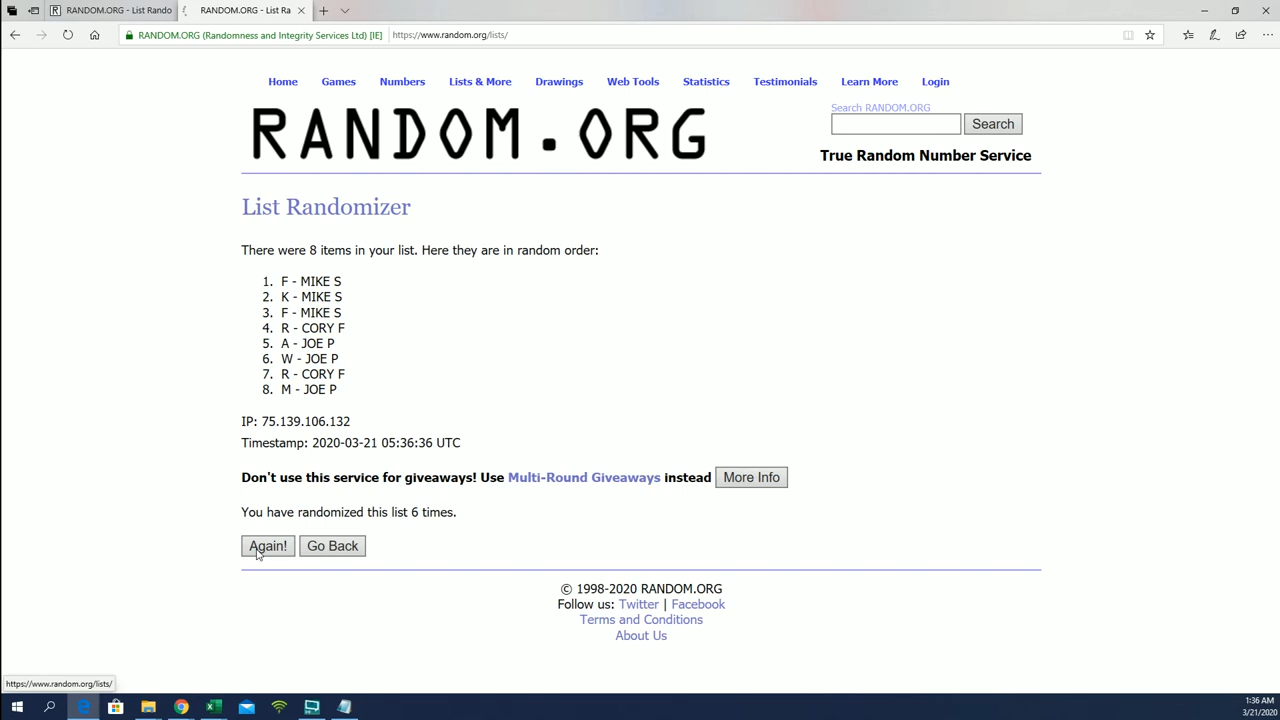 RANDOM.ORG - List Rando
RANDOM.ORG - List Ra
RANDOM.ORG (Randomness and Integrity Services Ltd) [IE]
https://www.random.org/lists/
Home Games Numbers Lists & More Drawings Web Tools Statistics Testimonials Learn More Login
Search RANDOM.ORG
RANDOM.ORG
Search
True Random Number Service
List Randomizer
There were 8 items in your list. Here they are in random order:
1. F - MIKE S
2. K - MIKE S
3. F - MIKE S
4. R - CORY F
5. A - JOE P
6. W - JOE P
7. R - CORY F
8. M - JOE P
IP: 75.139.106.132
Timestamp: 2020-03-21 05:36:36 UTC
Don't use this service for giveaways! Use Multi-Round Giveaways instead More Info
You have randomized this list 6 times.
Again! Go Back
© 1998-2020 RANDOM.ORG
Follow us: Twitter | Facebook
Terms and Conditions
About Us
https://www.random.org/lists/
1:36 AM
3/21/2020